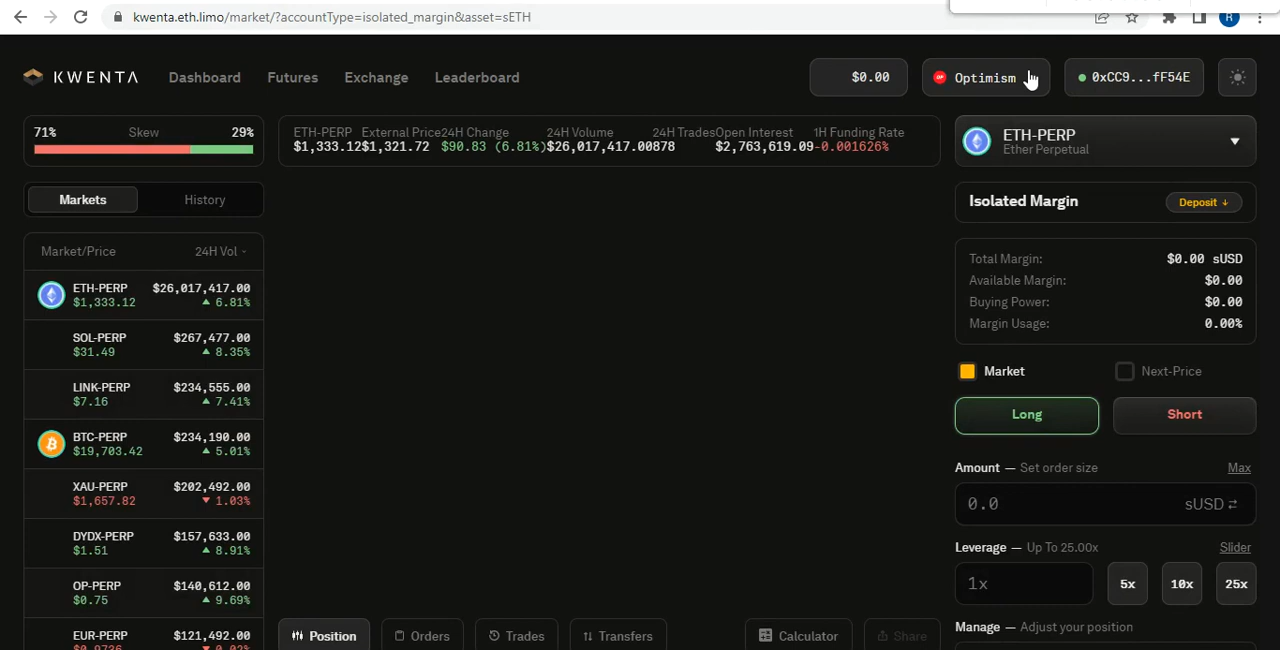 kwenta.eth.limo/market/?accountType=isolated_margin&asset=sETH
R
KWENTA
Dashboard
Futures
Exchange
Leaderboard
$0.00
OP
Optimism
0xCC9...fF54E
71%
Skew
29%
ETH-PERP External Price 24H Change 24H Volume 24H Trades Open Interest 1H Funding Rate
$1,333.12 $1,321.72 $90.83 (6.81%) $26,017,417.00 878 $2,763,619.09 -0.001626%
ETH-PERP
Ether Perpetual
Markets
History
Isolated Margin
Deposit ↓
Market/Price
24H Vol
ETH-PERP $26,017,417.00
$1,333.12 ▲ 6.81%
SOL-PERP $267,477.00
$31.49 ▲ 8.35%
LINK-PERP $234,555.00
$7.16 ▲ 7.41%
BTC-PERP $234,190.00
$19,703.42 ▲ 5.01%
XAU-PERP $202,492.00
$1,657.82 ▼ 1.03%
DYDX-PERP $157,633.00
$1.51 ▲ 8.91%
OP-PERP $140,612.00
$0.75 ▲ 9.69%
EUR-PERP $121,492.00
Total Margin: $0.00 sUSD
Available Margin: $0.00
Buying Power: $0.00
Margin Usage: 0.00%
Market
Next-Price
Long
Short
Amount — Set order size
Max
0.0
sUSD ⇄
Leverage — Up To 25.00x
Slider
1x
5x
10x
25x
Manage — Adjust your position
Position
Orders
Trades
Transfers
Calculator
Share